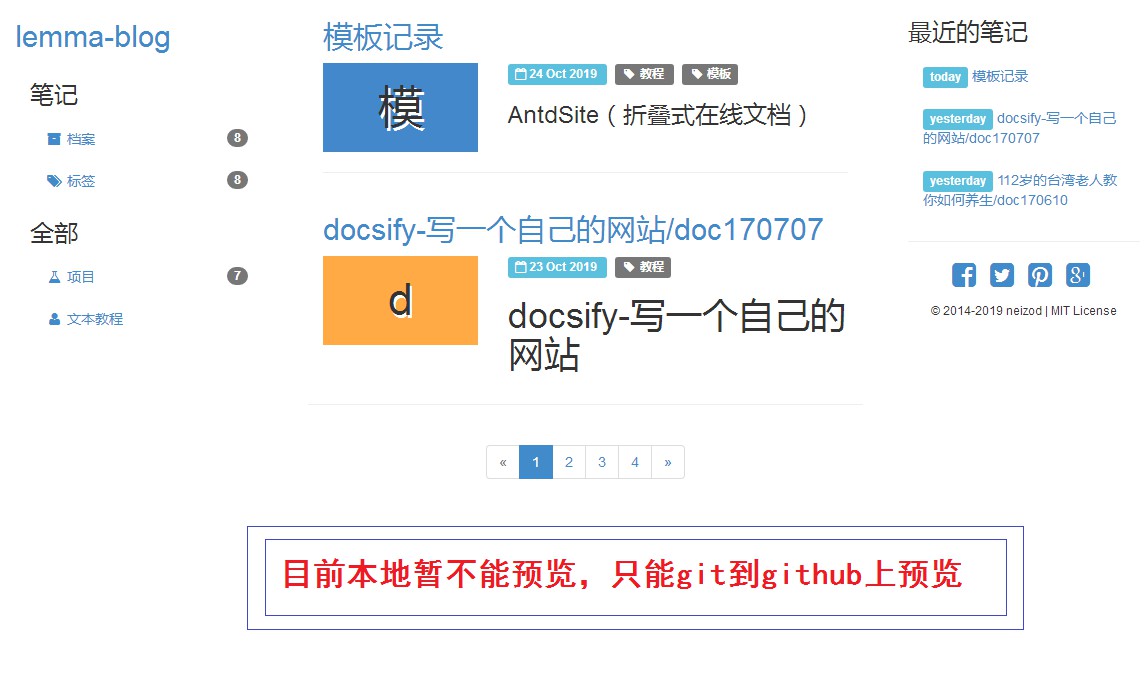 lemma-blog
笔记
档案 8
标签 8
全部
项目 7
文本教程
模板记录
模
24 Oct 2019 教程 模板
AntdSite（折叠式在线文档）
docsify-写一个自己的网站/doc170707
d
23 Oct 2019 教程
docsify-写一个自己的
网站
« 1 2 3 4 »
最近的笔记
today 模板记录
yesterday docsify-写一个自己
的网站/doc170707
yesterday 112岁的台湾老人教
你如何养生/doc170610
© 2014-2019 neizod | MIT License
目前本地暂不能预览，只能git到github上预览